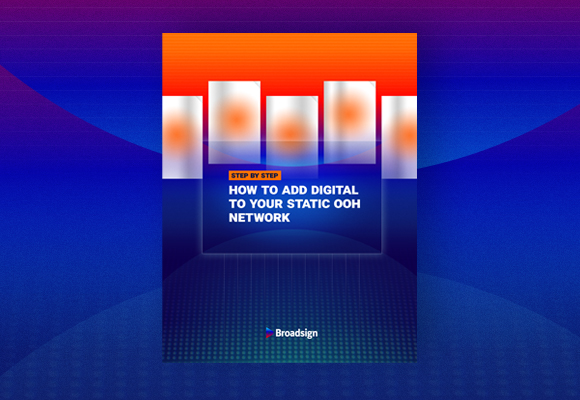 STEP BY STEP
HOW TO ADD DIGITAL
TO YOUR STATIC OOH
NETWORK
Broadsign